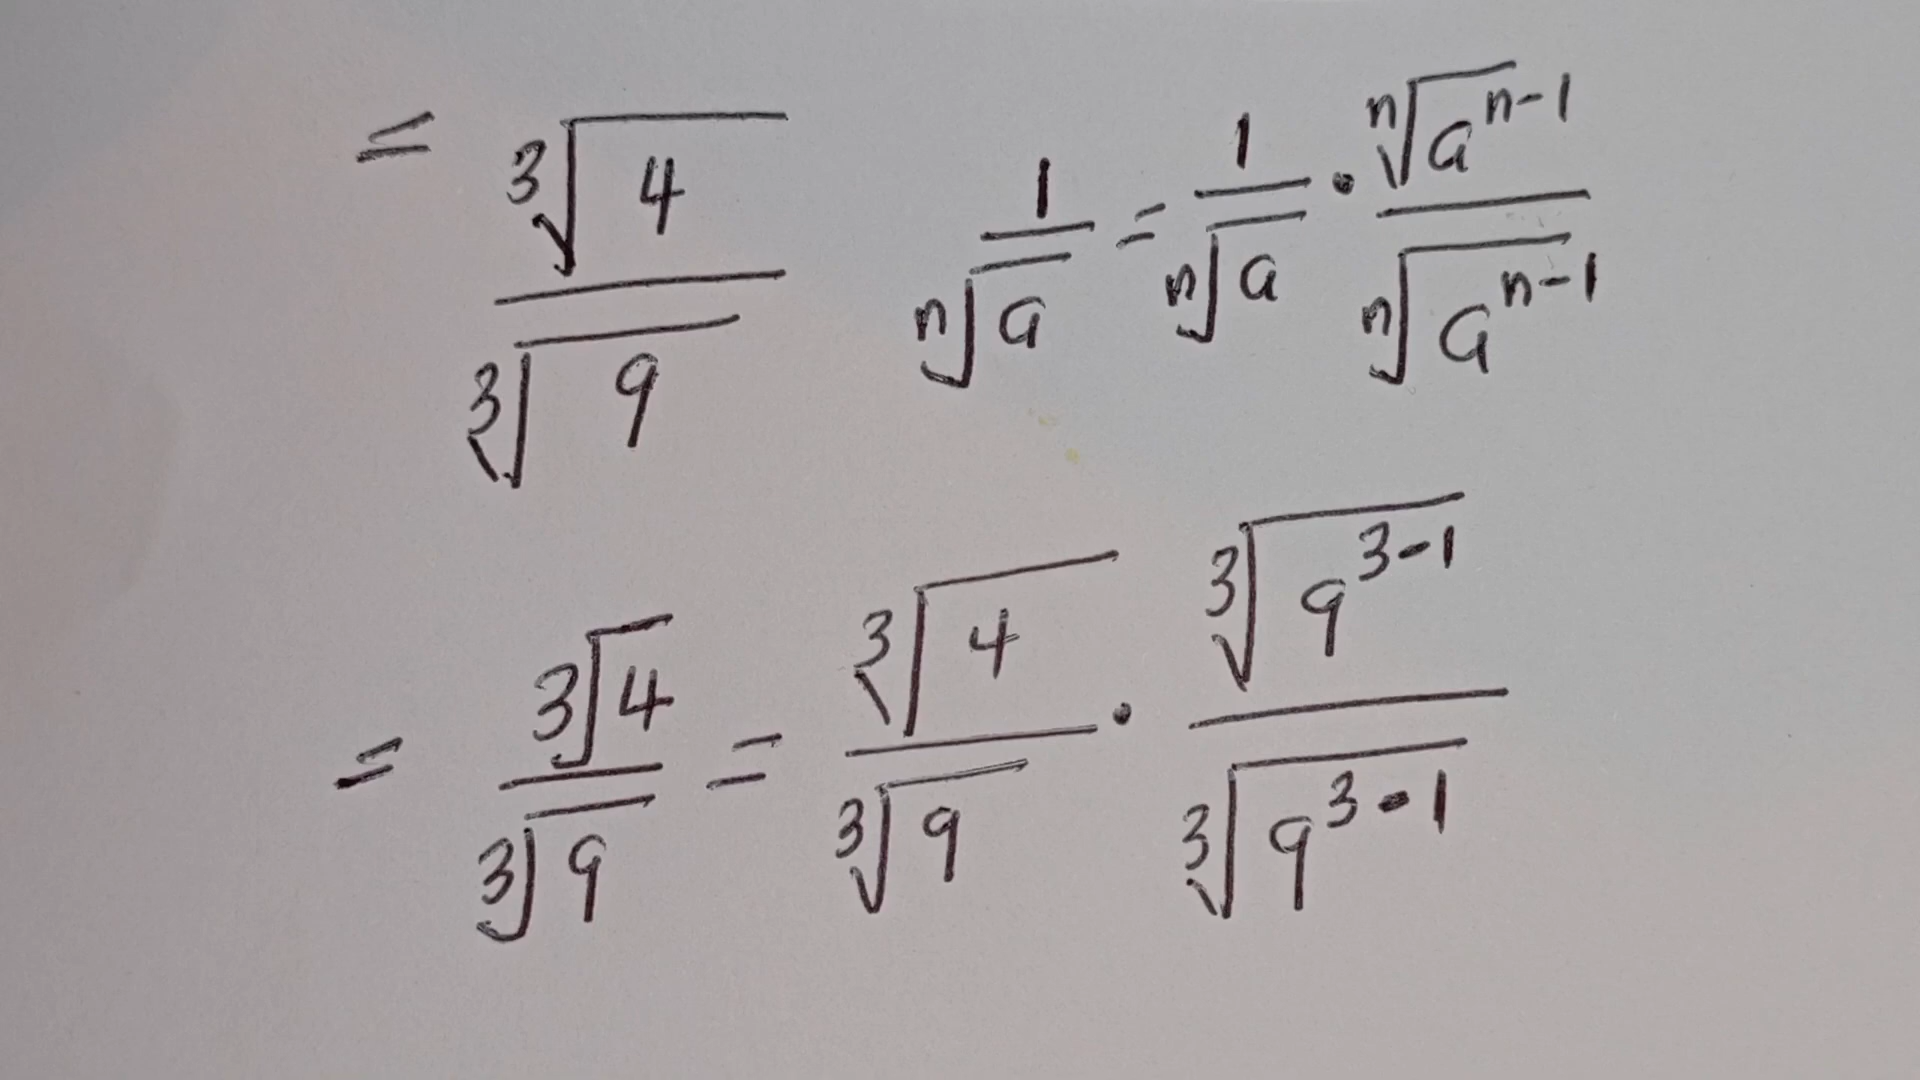 = ∛4 / ∛9   1/ⁿ√a = 1/ⁿ√a · ⁿ√aⁿ⁻¹ / ⁿ√aⁿ⁻¹
= ∛4 / ∛9 = ∛4 / ∛9 · ∛9³⁻¹ / ∛9³⁻¹